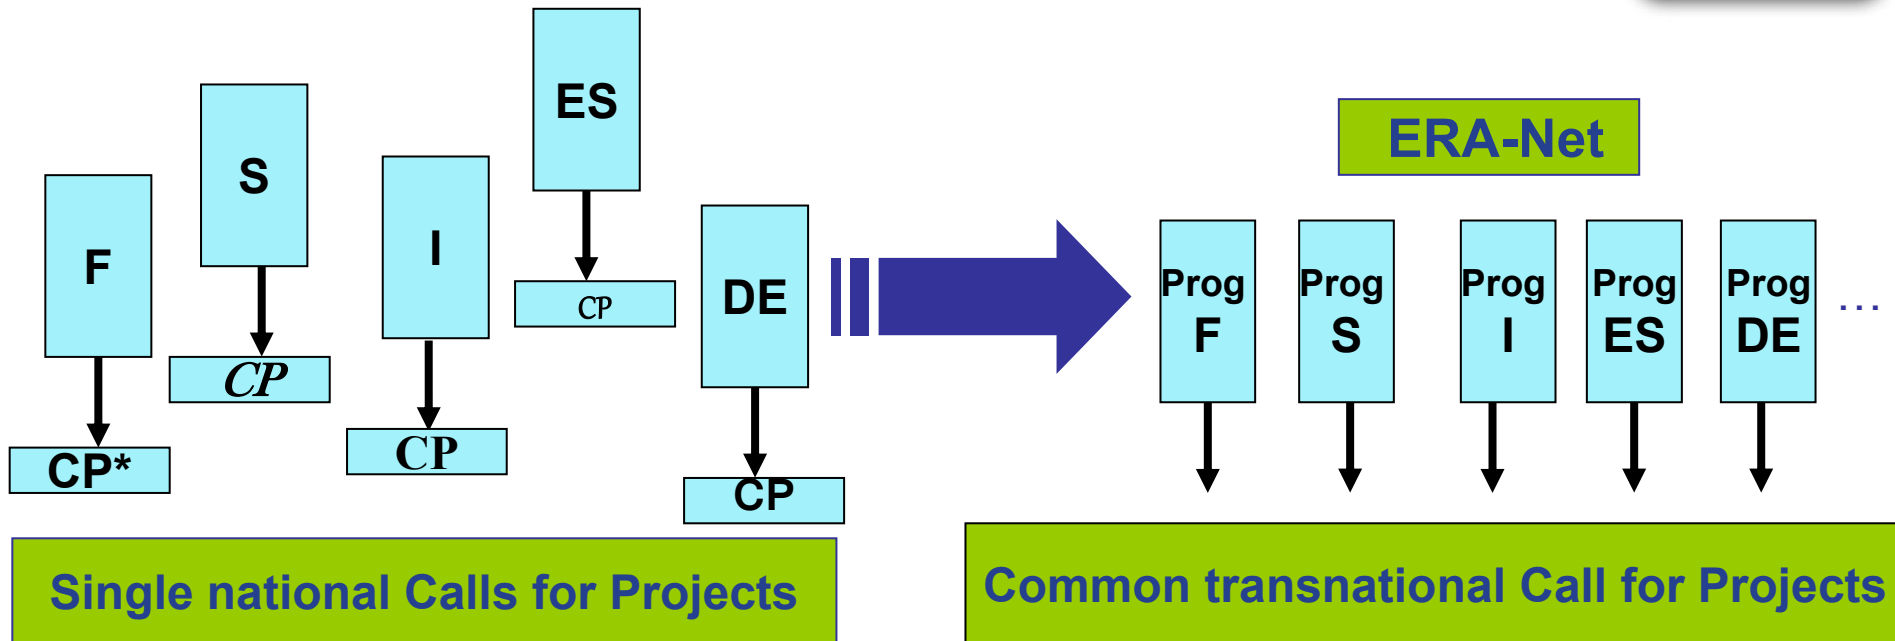 F
CP*
S
CP
I
CP
ES
CP
DE
CP
Single national Calls for Projects
ERA-Net
Prog
F
Prog
S
Prog
I
Prog
ES
Prog
DE
...
Common transnational Call for Projects